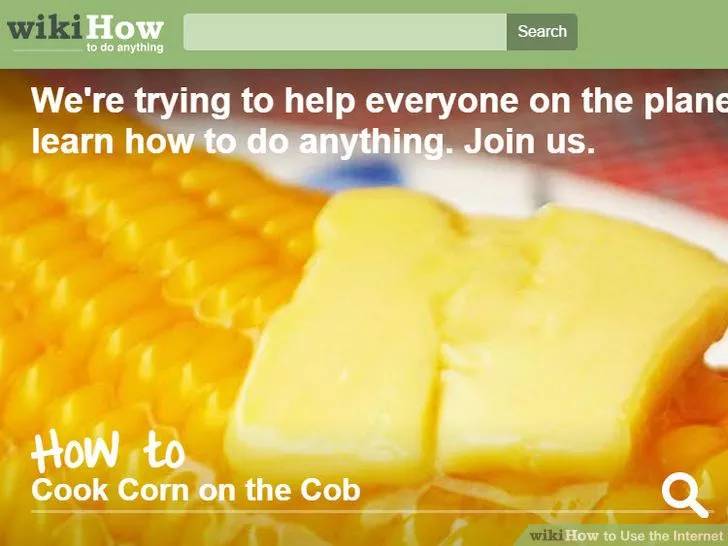 wikiHow
to do anything
Search
We're trying to help everyone on the plane
learn how to do anything. Join us.
How to
Cook Corn on the Cob
wikiHow to Use the Internet